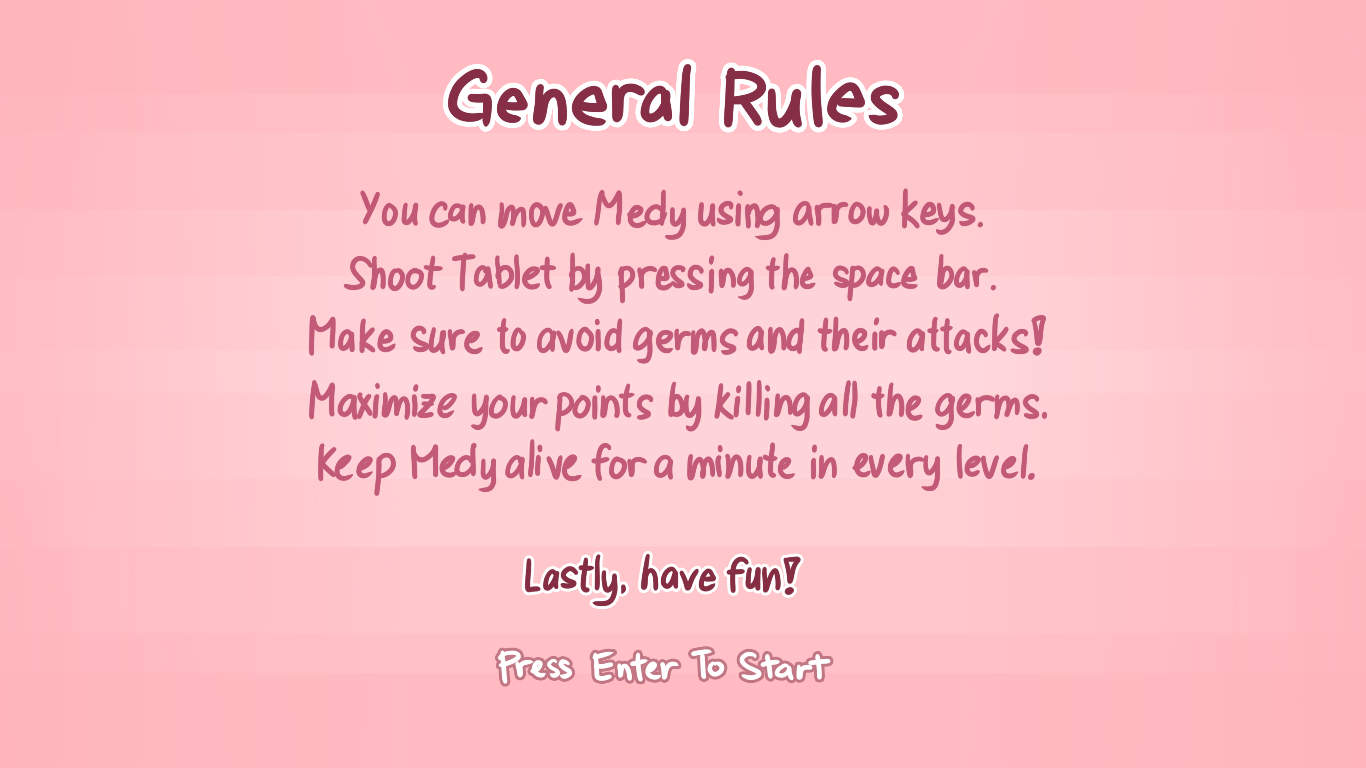 General Rules
You can move Medy using arrow keys.
Shoot Tablet by pressing the space bar.
Make sure to avoid germs and their attacks!
Maximize your points by killing all the germs.
Keep Medy alive for a minute in every level.
Lastly, have fun!
Press Enter To Start